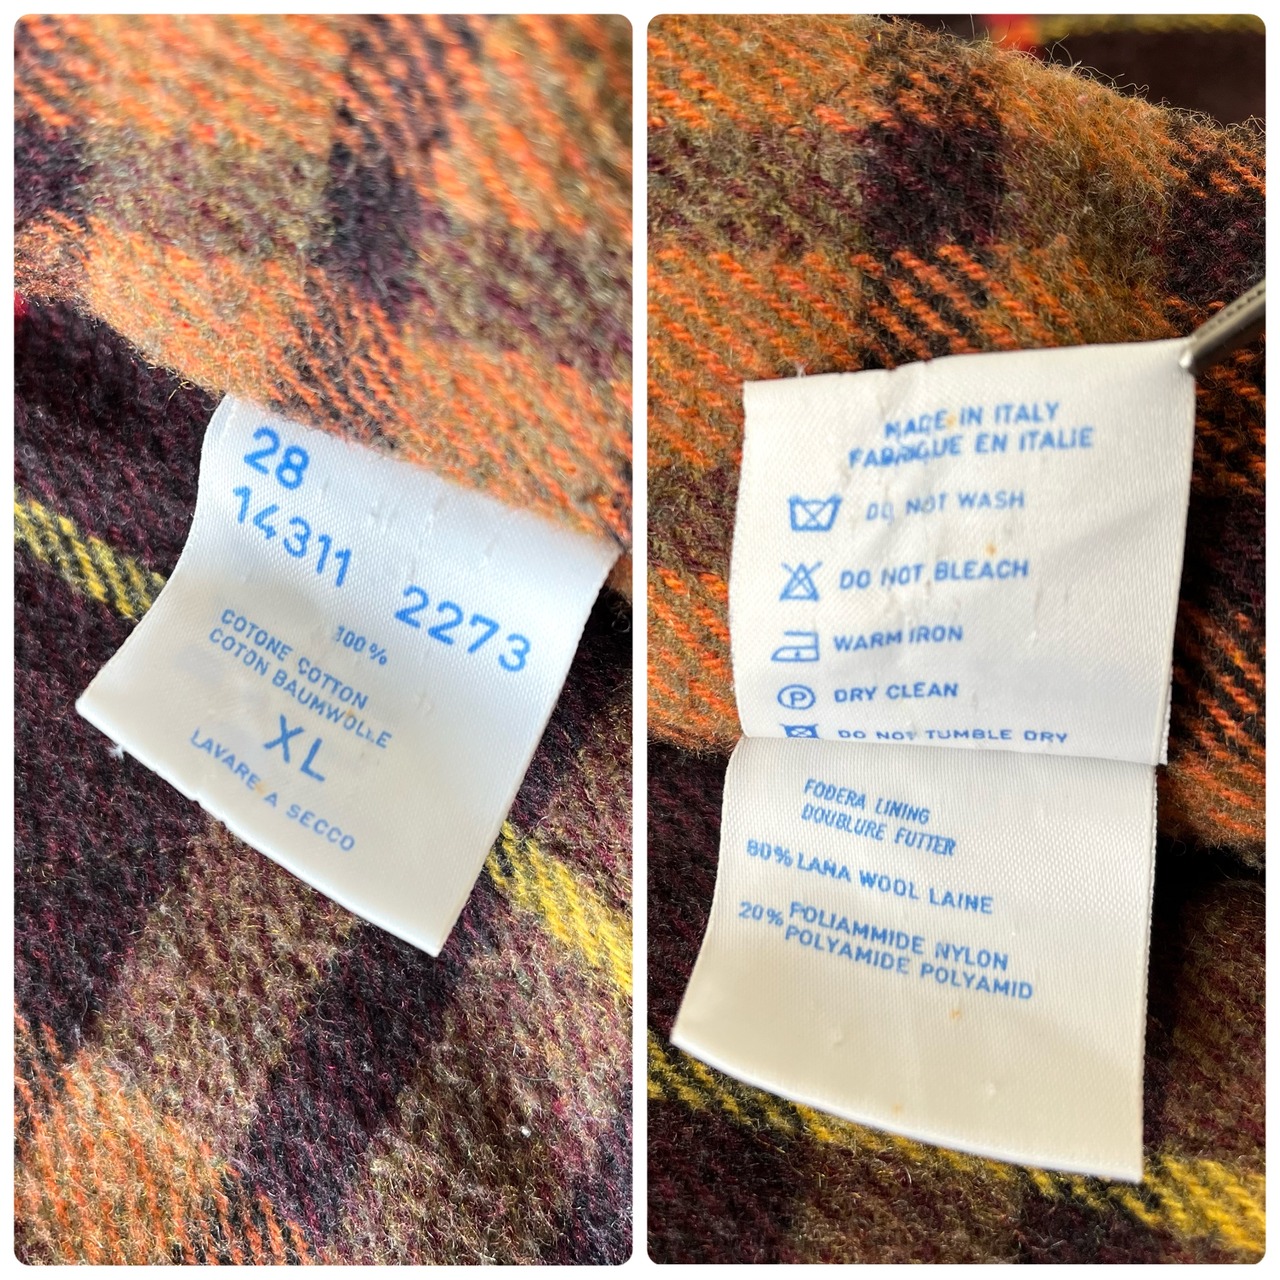 28
14311 2273
100%
COTONE COTTON
COTON BAUMWOLLE
XL
LAVARE A SECCO
MADE IN ITALY
FABRIQUE EN ITALIE
DO NOT WASH
DO NOT BLEACH
WARM IRON
P DRY CLEAN
DO NOT TUMBLE DRY
FODERA LINING
DOUBLURE FUTTER
80% LANA WOOL LAINE
20% POLIAMMIDE NYLON
POLYAMIDE POLYAMID